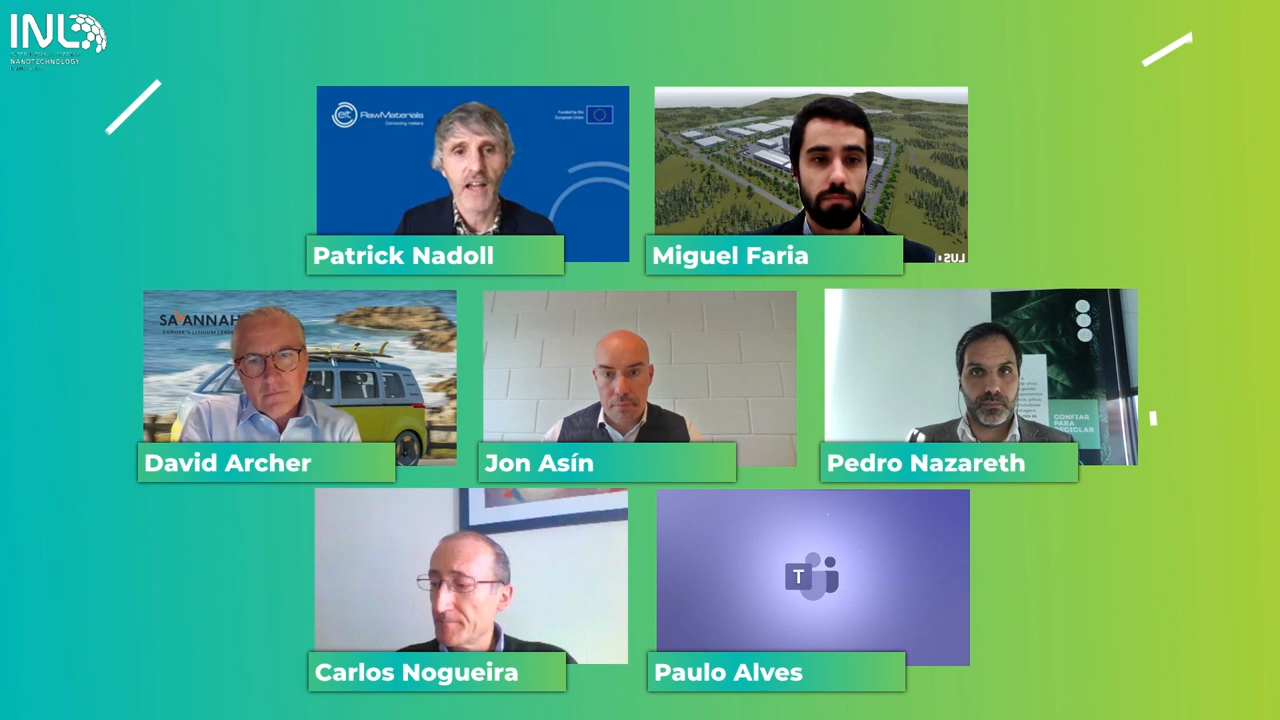 INL
NANOTECHNOLOGY
eit RawMaterials
Connecting matters
Funded by the
European Union
Patrick Nadoll
Miguel Faria
SAVANNAH
EUROPE'S LITHIUM
David Archer
Jon Asín
CONFIAR
PARA
RECICLAR
Pedro Nazareth
Carlos Nogueira
T
Paulo Alves